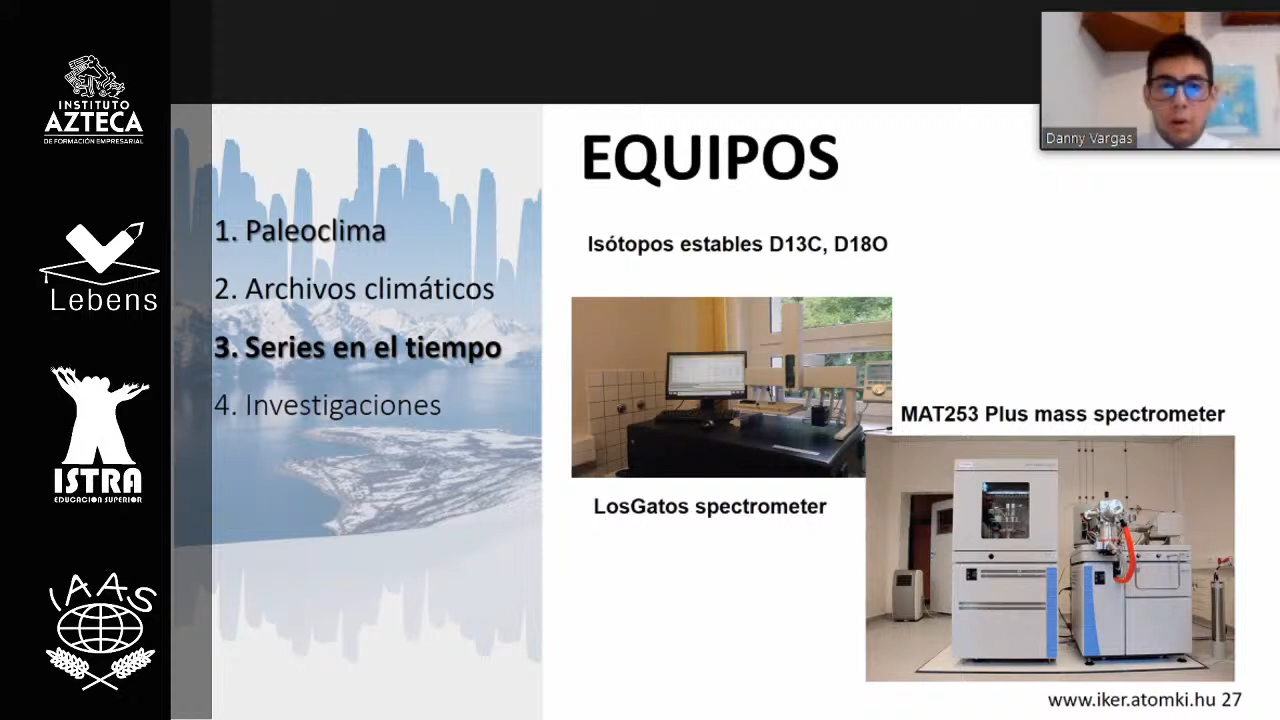 INSTITUTO
AZTECA
DE FORMACIÓN EMPRESARIAL
Lebens
ISTRA
EDUCACION SUPERIOR
IAAS
1. Paleoclima
2. Archivos climáticos
3. Series en el tiempo
4. Investigaciones
EQUIPOS
Isótopos estables D13C, D18O
LosGatos spectrometer
MAT253 Plus mass spectrometer
www.iker.atomki.hu 27
Danny Vargas